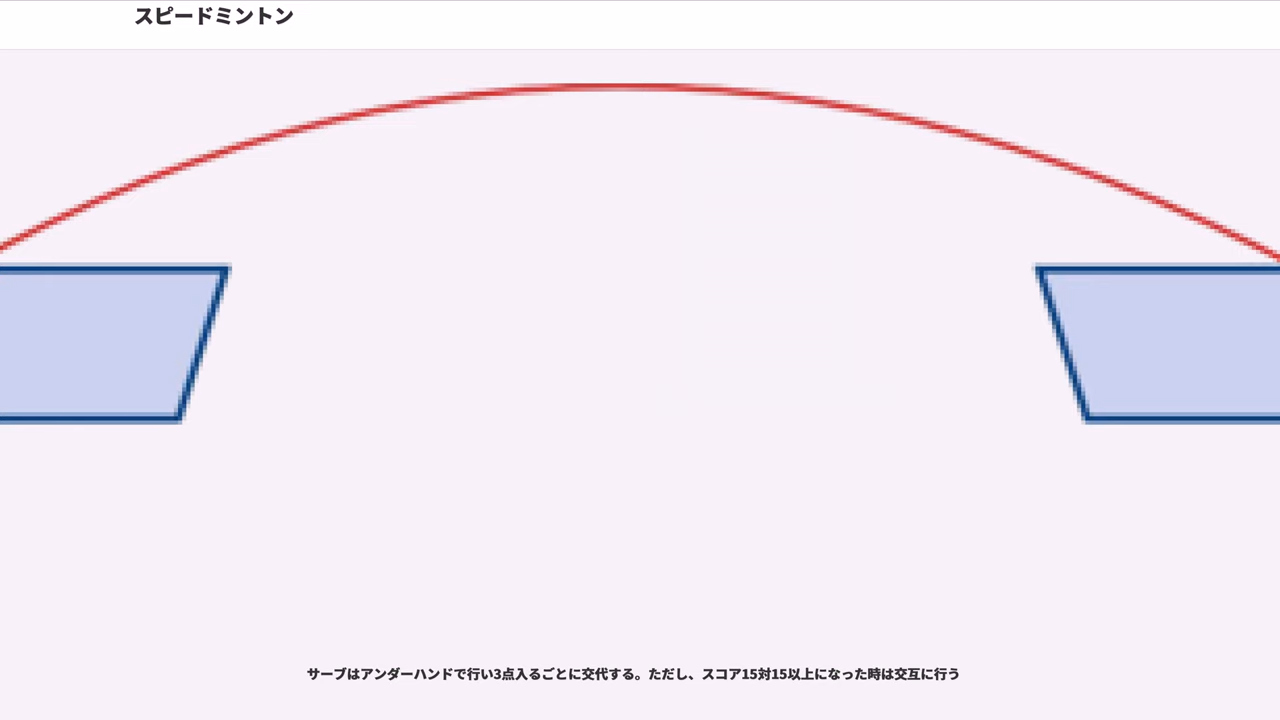 スピードミントン
サーブはアンダーハンドで行い3点入るごとに交代する。ただし、スコア15対15以上になった時は交互に行う